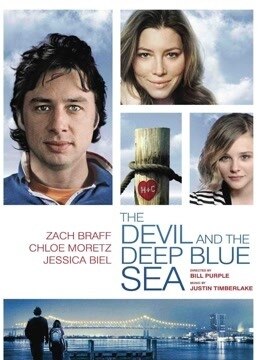 H+C
ZACH BRAFF
CHLOE MORETZ
JESSICA BIEL
THE
DEVIL AND THE
DEEP BLUE
SEA
DIRECTED BY
BILL PURPLE
MUSIC BY
JUSTIN TIMBERLAKE